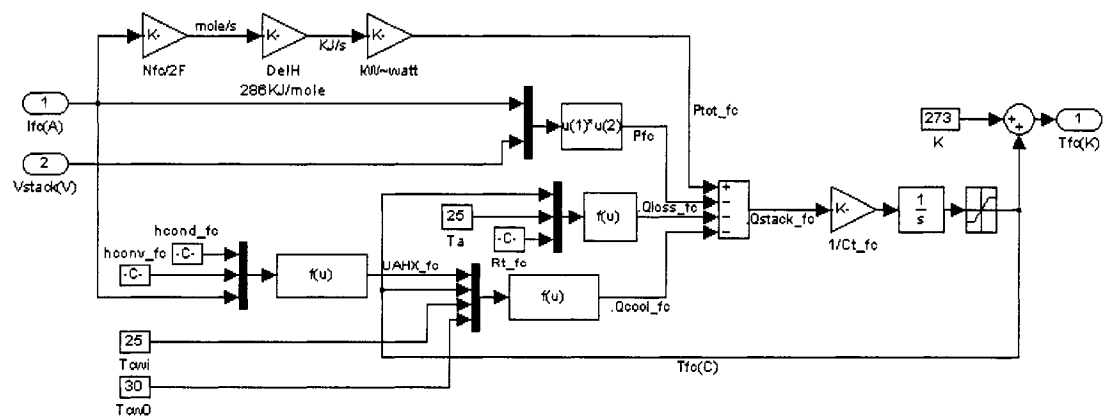 mole/s
KJ/s
K-
K-
K-
Nfc/2F
DelH
kW~watt
286KJ/mole
1
Ifc(A)
2
Vstack(V)
u(1)*u(2)
Pfc
Ptot_fc
273
K
1
Tfc(K)
25
Ta
-C-
Rt_fc
f(u)
.Qloss_fc
Qstack_fc
K-
1/Ct_fc
1
s
hcond_fc
-C-
hconv_fc
-C-
f(u)
UAHX_fc
f(u)
.Qcool_fc
25
Tcwi
30
Tcw0
Tfc(C)